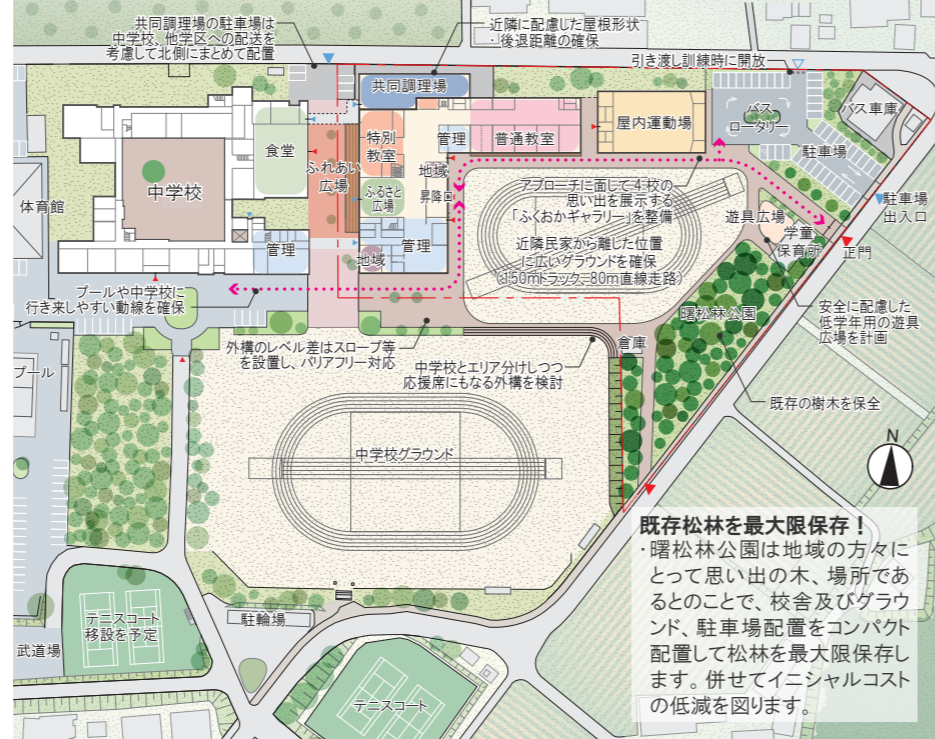 共同調理場の駐車場は
中学校、他学区への配送を
考慮して北側にまとめて配置
近隣に配慮した屋根形状
・後退距離の確保
引き渡し訓練時に開放
共同調理場
バス
ロータリー
バス車庫
駐車場
食堂
ふれあい
広場
特別
教室
管理
普通教室
屋内運動場
中学校
体育館
ふるさと
広場
地域
昇降口
アプローチに面して4校の
思い出を展示する
「ふくおかギャラリー」を整備
遊具広場
学童
保育所
駐車場
出入口
正門
管理
地域
管理
近隣民家から離した位置
に広いグラウンドを確保
(150mトラック、80m直線走路)
プールや中学校に
行き来しやすい動線を確保
曙松林公園
安全に配慮した
低学年用の遊具
広場を計画
外構のレベル差はスロープ等
を設置し、バリアフリー対応
中学校とエリア分けしつつ
応援席にもなる外構を検討
倉庫
プール
既存の樹木を保全
中学校グラウンド
N
既存松林を最大限保存！
・曙松林公園は地域の方々に
とって思い出の木、場所であ
るとのことで、校舎及びグラウ
ンド、駐車場配置をコンパクト
配置して松林を最大限保存し
ます。併せてイニシャルコスト
の低減を図ります。
テニスコート
移設を予定
駐輪場
武道場
テニスコート